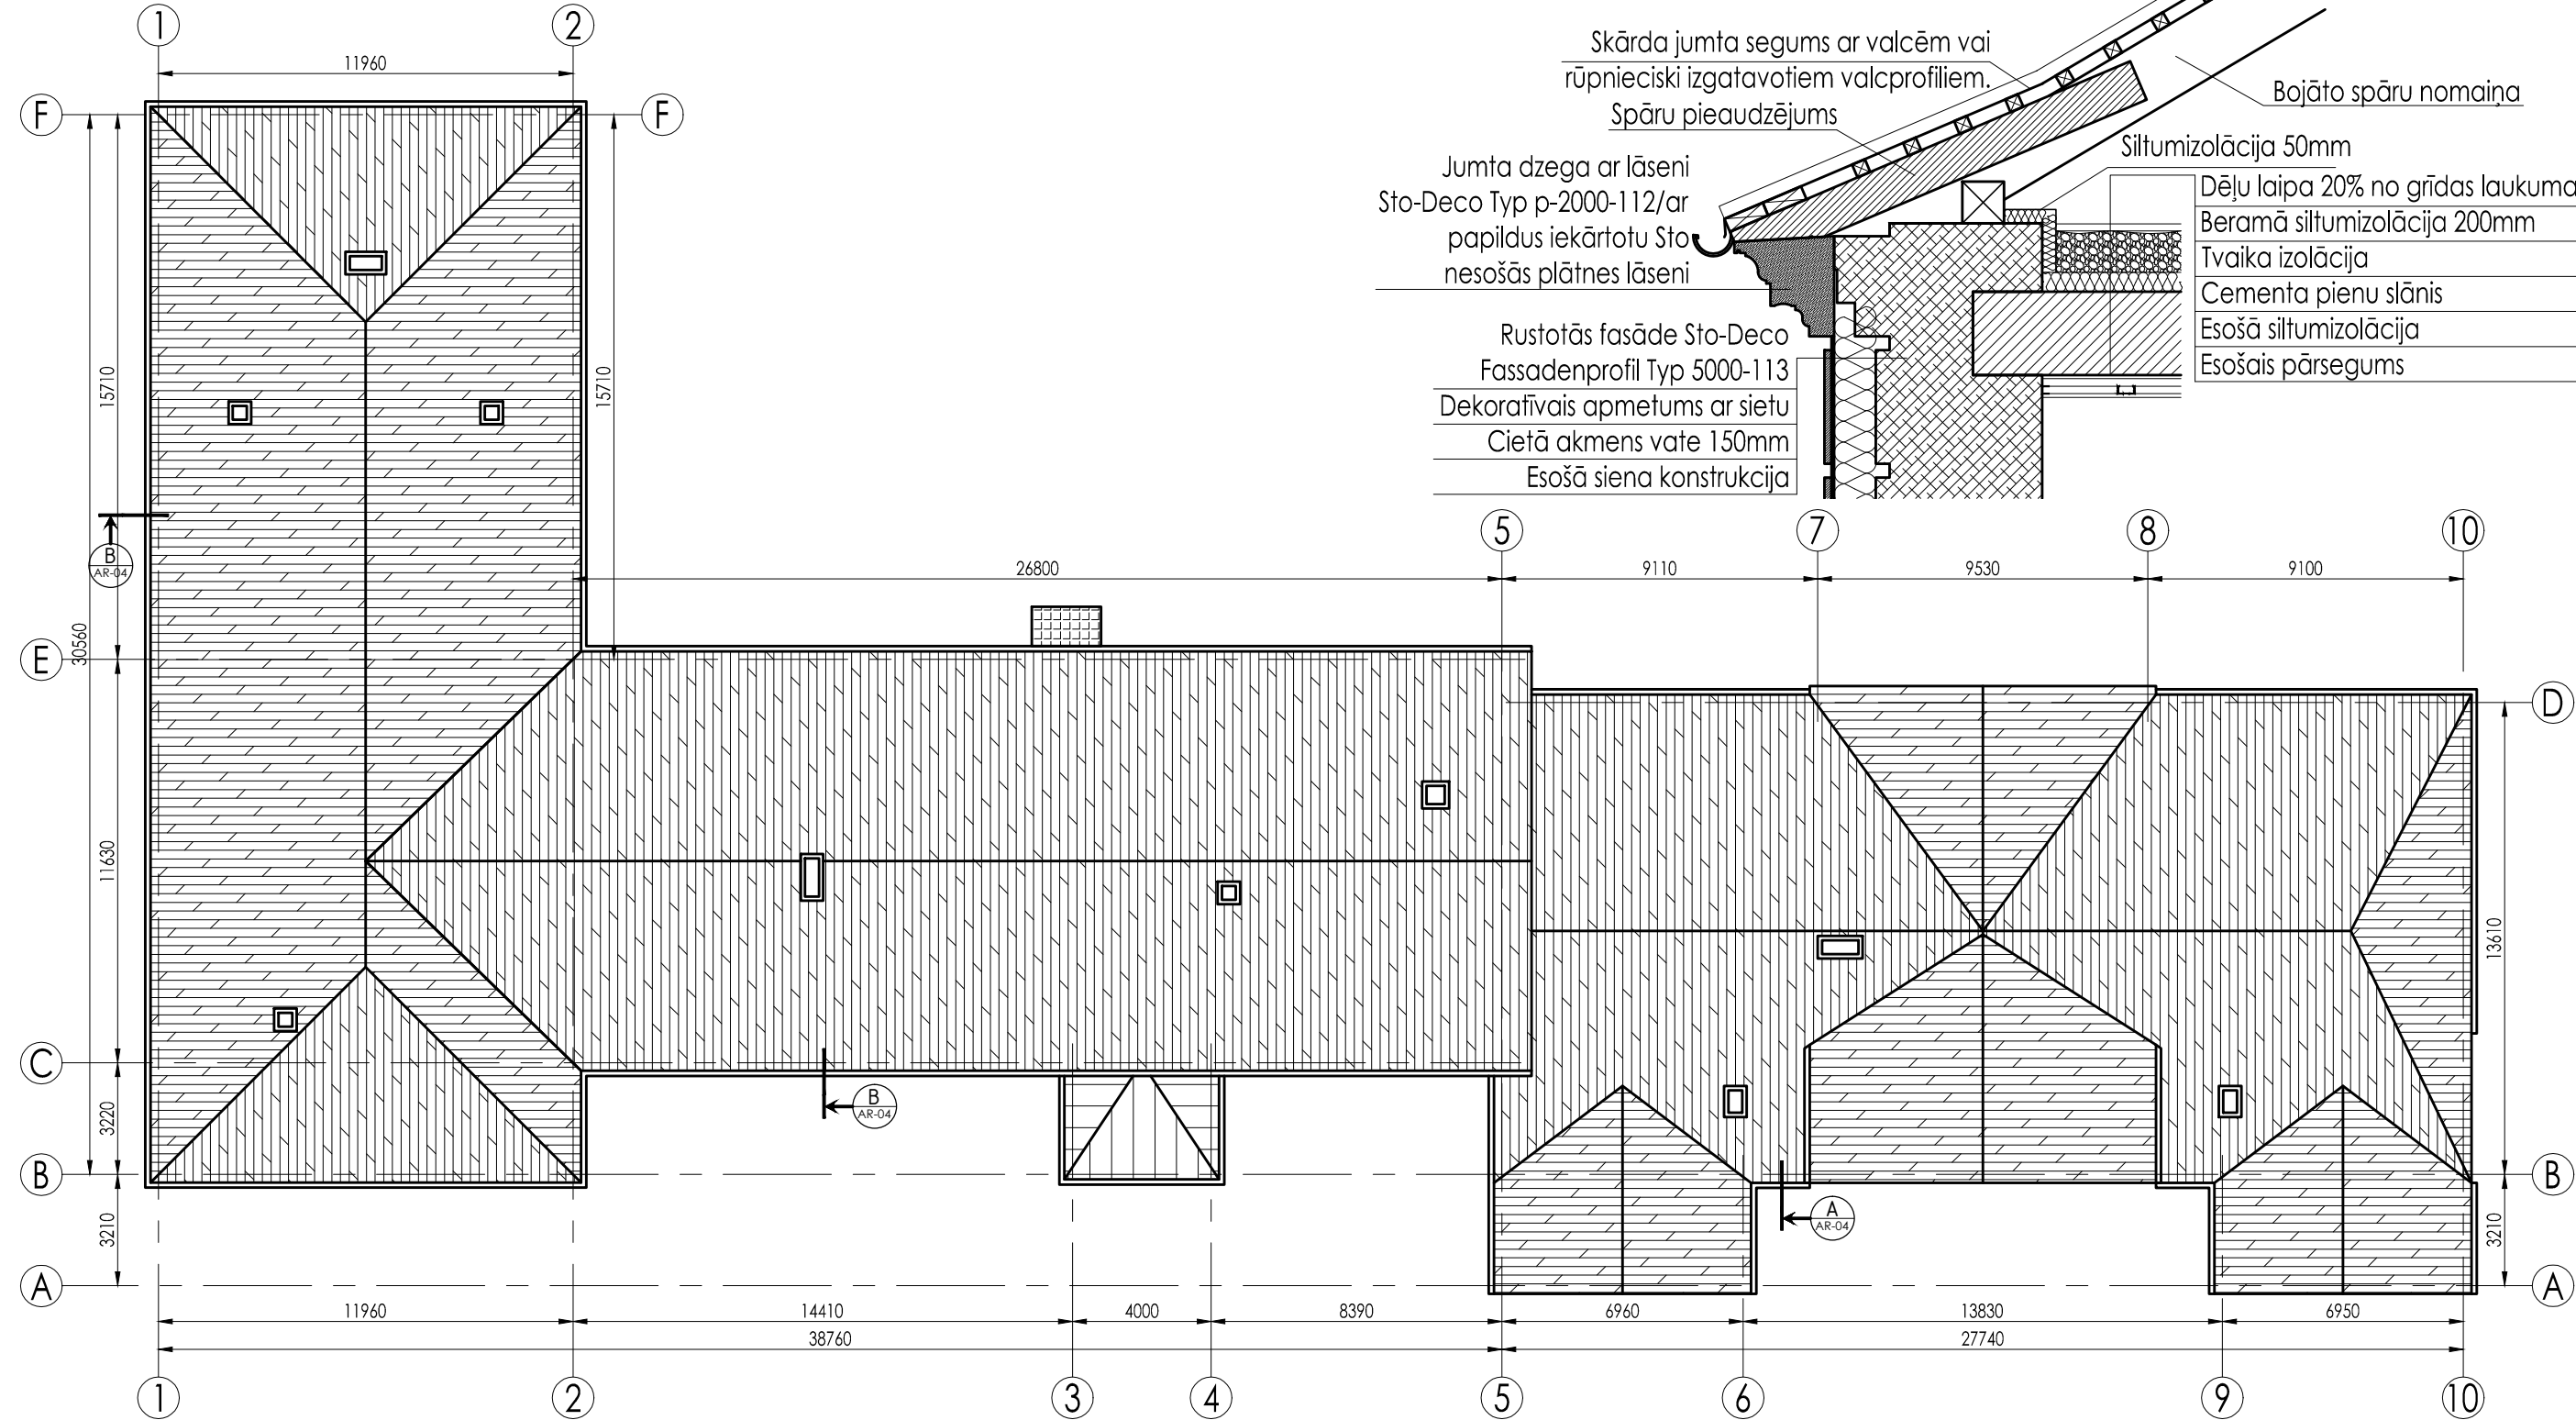 1
2
11960
F
F
Skārda jumta segums ar valcēm vai
rūpnieciski izgatavotiem valcprofiliem.
Spāru pieaudzējums
Bojāto spāru nomaiņa
Jumta dzega ar lāseni
Sto-Deco Typ p-2000-112/ar
papildus iekārtotu Sto
nesošās plātnes lāseni
Siltumizolācija 50mm
Dēļu laipa 20% no grīdas laukuma
Beramā siltumizolācija 200mm
Tvaika izolācija
Cementa pienu slānis
Esošā siltumizolācija
Esošais pārsegums
Rustotās fasāde Sto-Deco
Fassadenprofil Typ 5000-113
Dekoratīvais apmetums ar sietu
Cietā akmens vate 150mm
Esošā siena konstrukcija
15710
15710
5
7
8
10
B
AR-04
26800
9110
9530
9100
30560
E
D
11630
13610
C
3220
B
AR-04
B
B
3210
A
AR-04
3210
A
A
11960
14410
4000
8390
6960
13830
6950
38760
27740
1
2
3
4
5
6
9
10